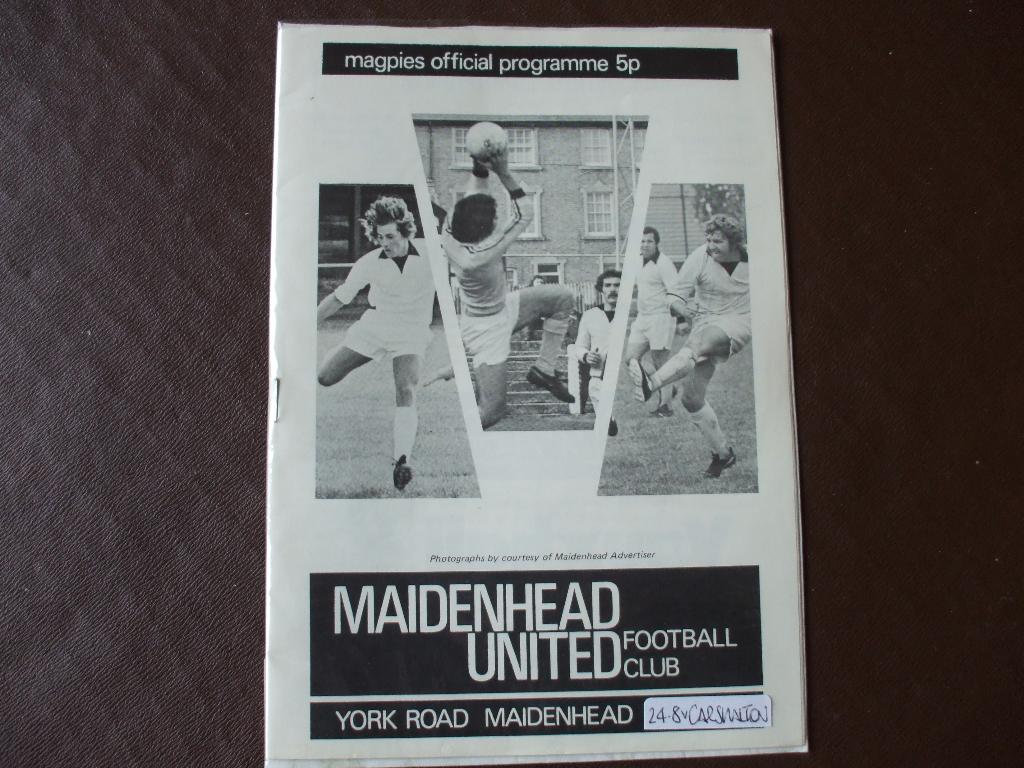 magpies official programme 5p
Photographs by courtesy of Maidenhead Advertiser
MAIDENHEAD
UNITED FOOTBALL
CLUB
YORK ROAD MAIDENHEAD 24-8 v CARSHALTON